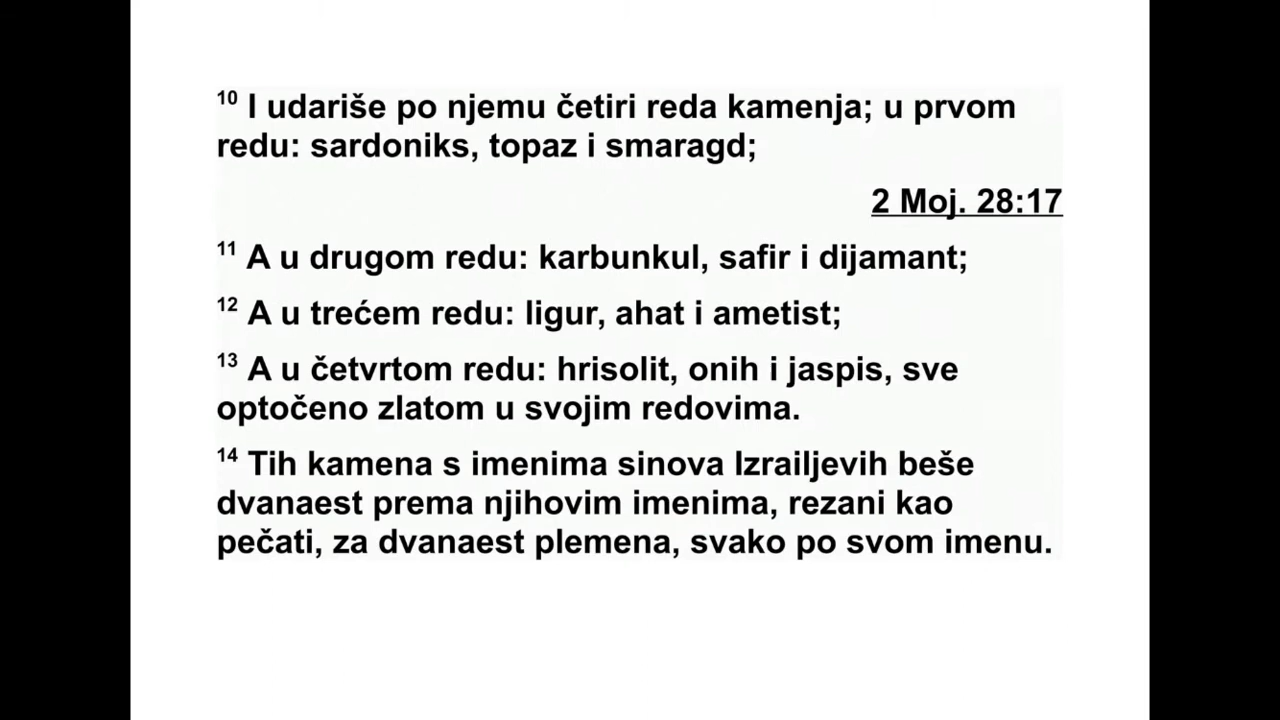 10 I udariše po njemu četiri reda kamenja; u prvom
redu: sardoniks, topaz i smaragd;
2 Moj. 28:17
11 A u drugom redu: karbunkul, safir i dijamant;
12 A u trećem redu: ligur, ahat i ametist;
13 A u četvrtom redu: hrisolit, onih i jaspis, sve
optočeno zlatom u svojim redovima.
14 Tih kamena s imenima sinova Izrailjevih beše
dvanaest prema njihovim imenima, rezani kao
pečati, za dvanaest plemena, svako po svom imenu.